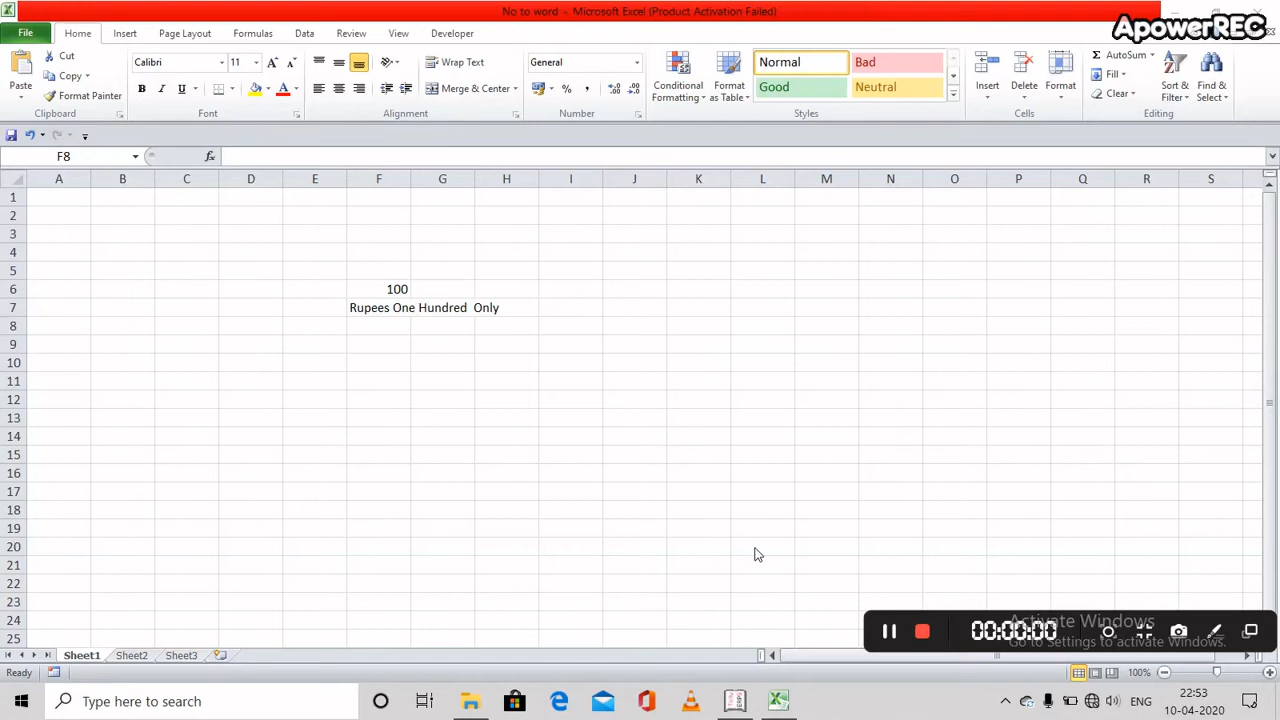 No to word - Microsoft Excel (Product Activation Failed)
ApowerREC
File Home Insert Page Layout Formulas Data Review View Developer
Cut
Copy
Format Painter
Paste
Clipboard
Calibri 11
B I U
Font
Wrap Text
Merge & Center
Alignment
General
%
Number
Conditional Formatting
Format as Table
Normal Bad
Good Neutral
Styles
Insert Delete Format
Cells
AutoSum
Fill
Clear
Sort & Filter
Find & Select
Editing
F8 fx
A B C D E F G H I J K L M N O P Q R S
1
2
3
4
5
6 100
7 Rupees One Hundred Only
8
9
10
11
12
13
14
15
16
17
18
19
20
21
22
23
24
25
00:00:00
Activate Windows
Go to Settings to activate Windows.
Sheet1 Sheet2 Sheet3
Ready 100%
Type here to search
ENG
22:53
10-04-2020